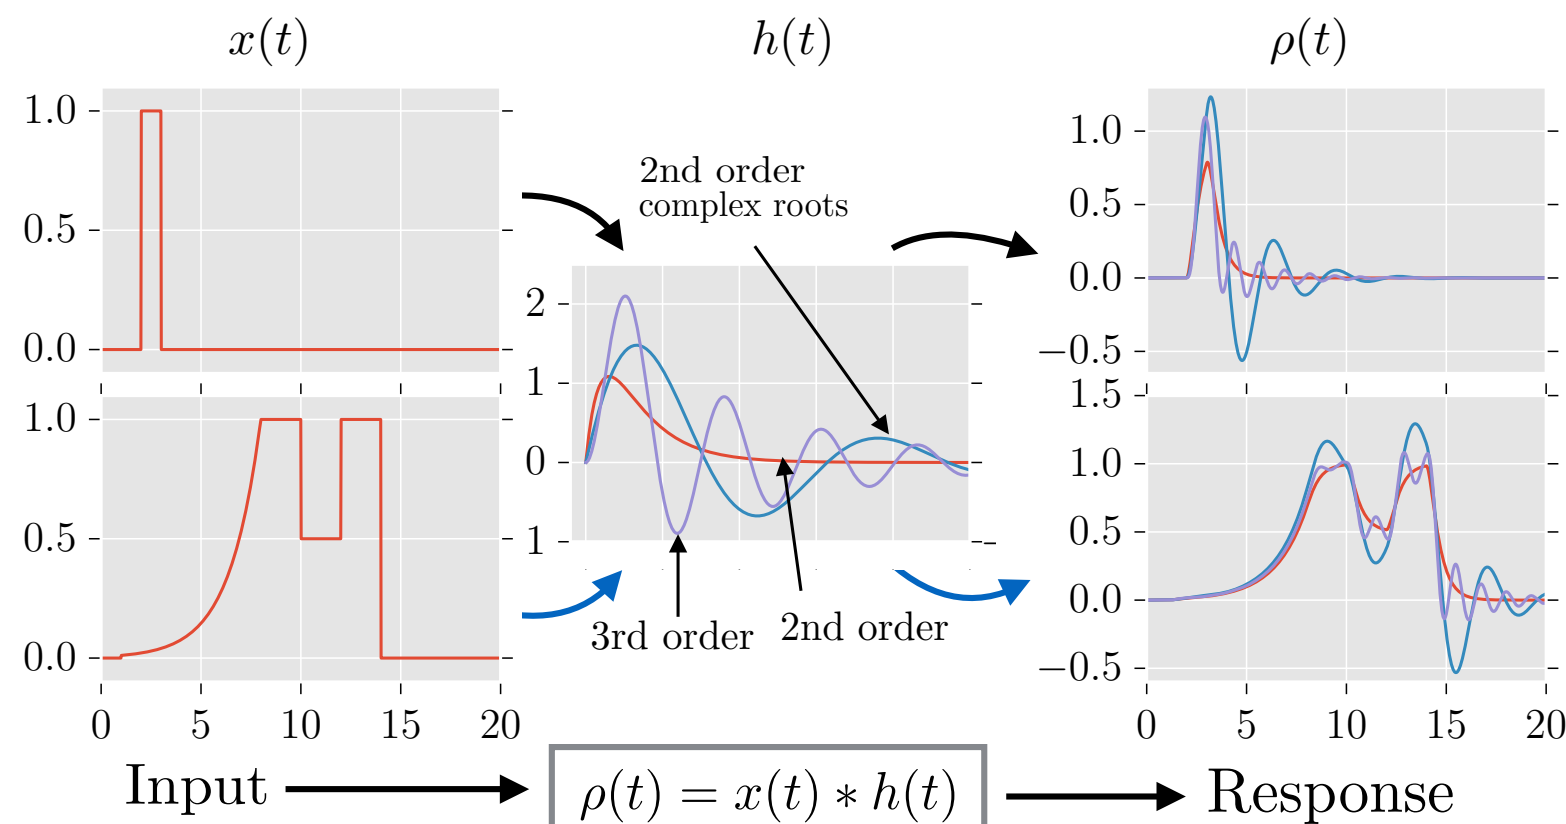 x(t)
h(t)
ρ(t)
1.0
0.5
0.0
1.0
0.5
0.0
0 5 10 15 20
2nd order
complex roots
2
1
0
1
–
3rd order
2nd order
1.0
0.5
0.0
−0.5
1.5
1.0
0.5
0.0
−0.5
0 5 10 15 20
Input
ρ(t) = x(t) ∗ h(t)
Response